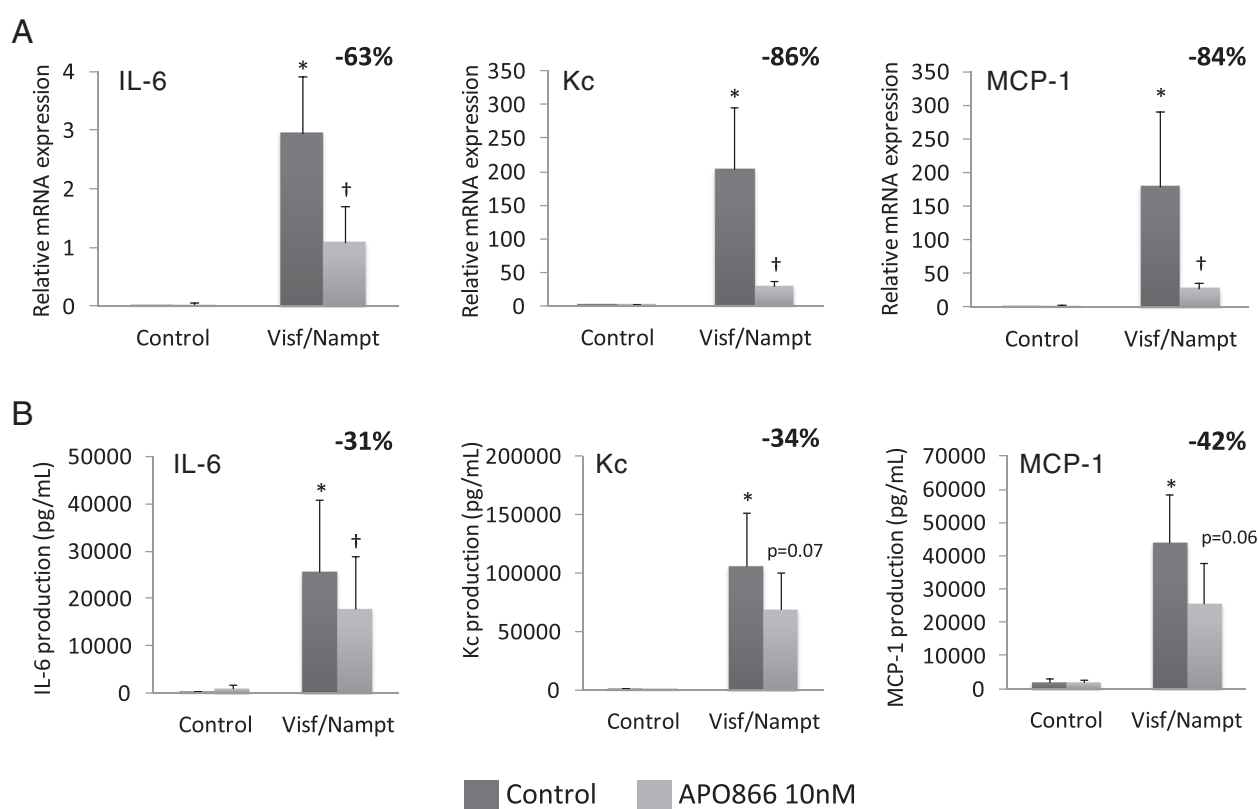 A
IL-6
-63%
Relative mRNA expression
4
3
2
1
0
*
†
Control
Visf/Nampt
Kc
-86%
Relative mRNA expression
350
300
250
200
150
100
50
0
*
†
Control
Visf/Nampt
MCP-1
-84%
Relative mRNA expression
350
300
250
200
150
100
50
0
*
†
Control
Visf/Nampt
B
IL-6
-31%
IL-6 production (pg/mL)
50000
40000
30000
20000
10000
0
*
†
Control
Visf/Nampt
Kc
-34%
Kc production (pg/mL)
200000
150000
100000
50000
0
*
p=0.07
Control
Visf/Nampt
MCP-1
-42%
MCP-1 production (pg/mL)
70000
60000
50000
40000
30000
20000
10000
0
*
p=0.06
Control
Visf/Nampt
Control
APO866 10nM